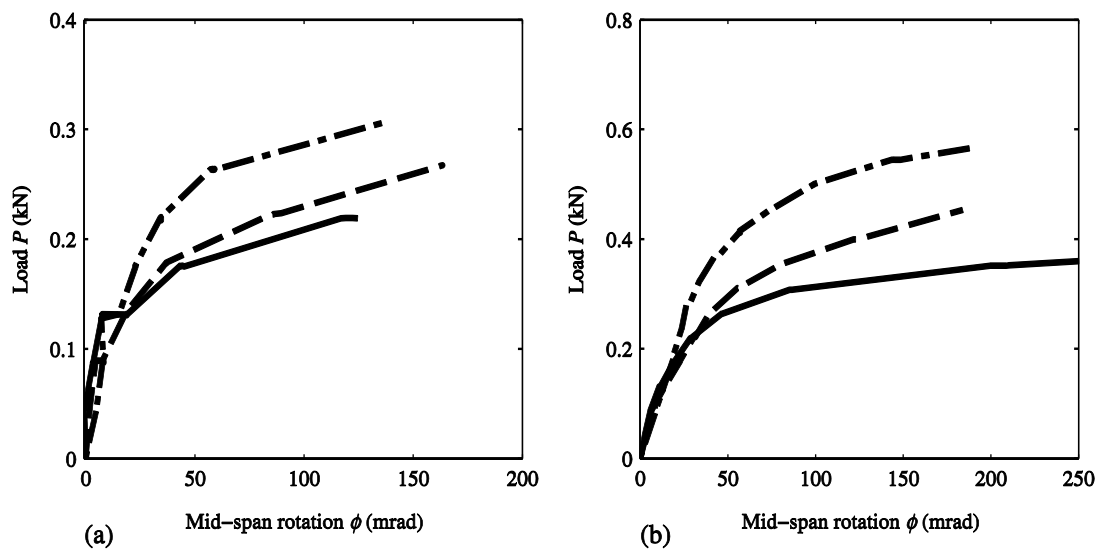 0.4
0.3
0.2
0.1
0
Load P (kN)
0 50 100 150 200
Mid−span rotation ϕ (mrad)
(a)
0.8
0.6
0.4
0.2
0
Load P (kN)
0 50 100 150 200 250
Mid−span rotation ϕ (mrad)
(b)